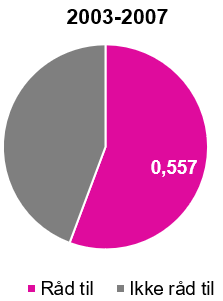 2003-2007
0,557
Råd til
Ikke råd til